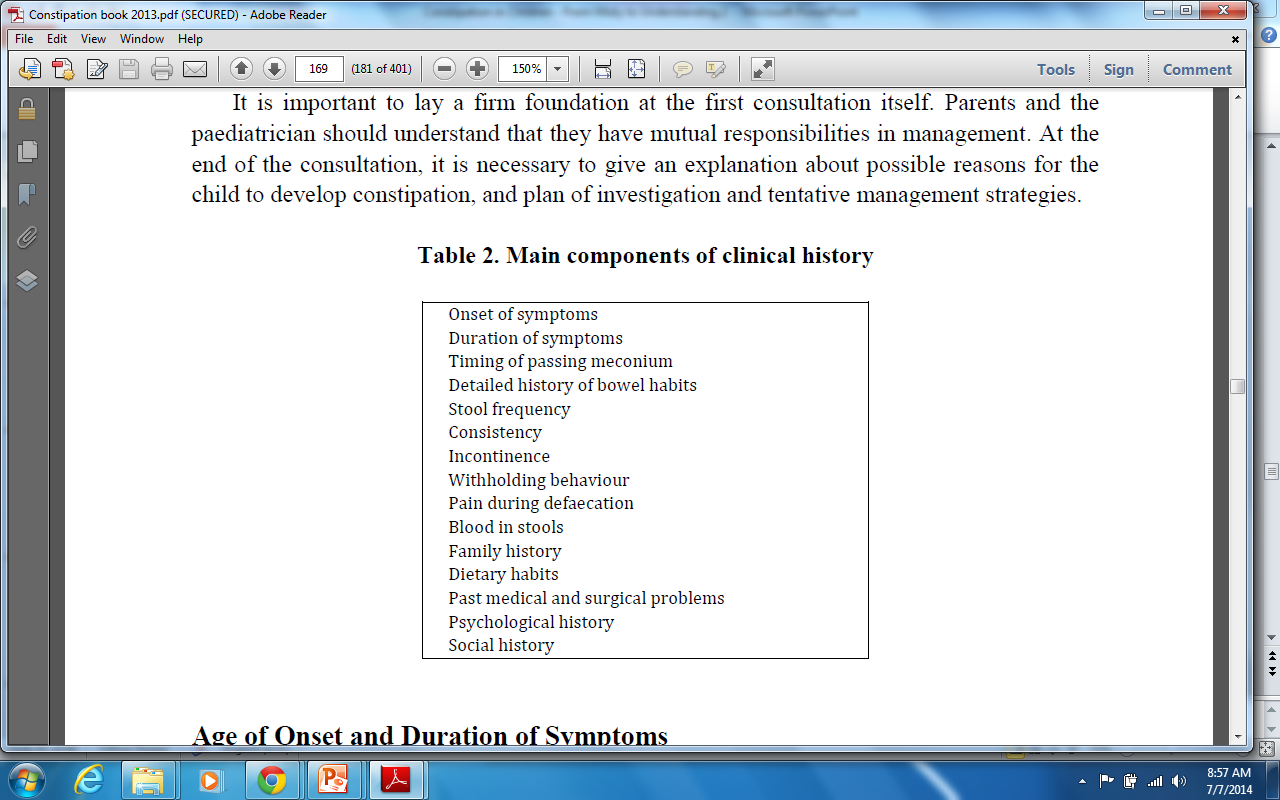 Constipation book 2013.pdf (SECURED) - Adobe Reader
File Edit View Window Help
169 (181 of 401) 150% Tools Sign Comment
It is important to lay a firm foundation at the first consultation itself. Parents and the
paediatrician should understand that they have mutual responsibilities in management. At the
end of the consultation, it is necessary to give an explanation about possible reasons for the
child to develop constipation, and plan of investigation and tentative management strategies.
Table 2. Main components of clinical history
Onset of symptoms
Duration of symptoms
Timing of passing meconium
Detailed history of bowel habits
Stool frequency
Consistency
Incontinence
Withholding behaviour
Pain during defaecation
Blood in stools
Family history
Dietary habits
Past medical and surgical problems
Psychological history
Social history
Age of Onset and Duration of Symptoms
8:57 AM
7/7/2014